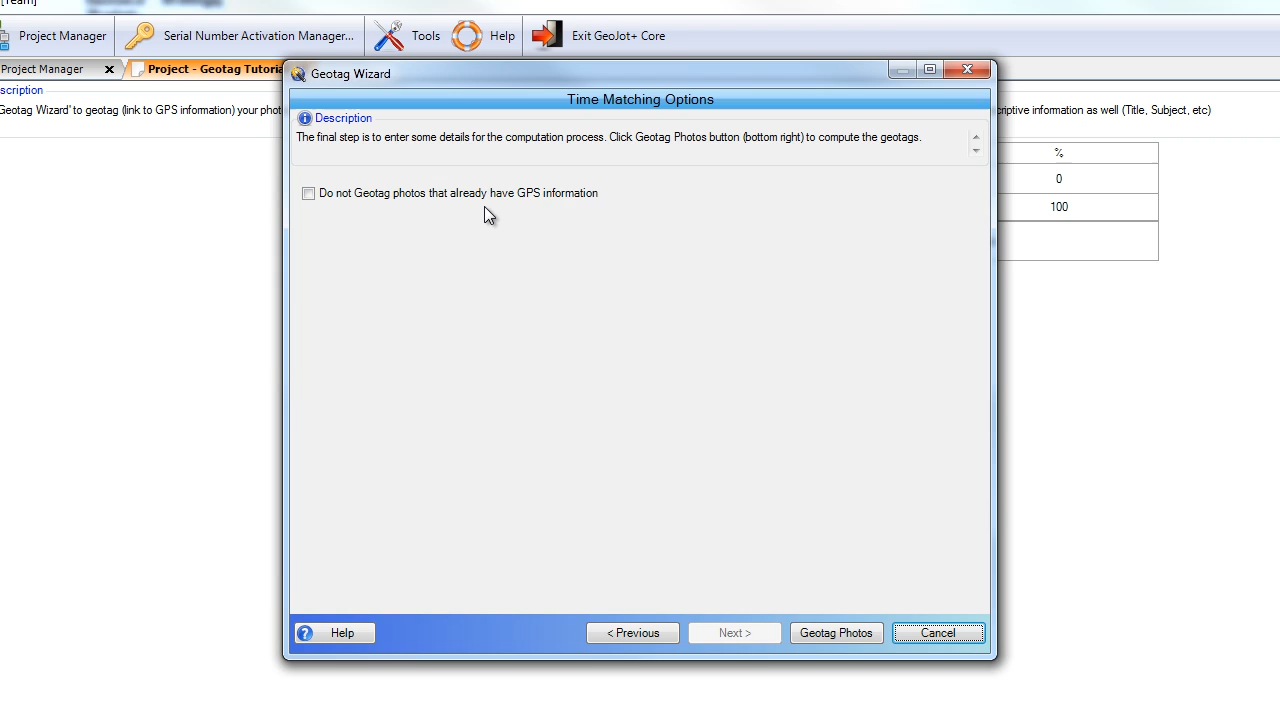 [Team]
Project Manager Serial Number Activation Manager... Tools Help Exit GeoJot+ Core
Project Manager Project - Geotag Tutoria
Geotag Wizard
Time Matching Options
scription
Description
Geotag Wizard' to geotag (link to GPS infomation) your phot
The final step is to enter some details for the computation process. Click Geotag Photos button (bottom right) to compute the geotags.
criptive information as well (Title, Subject, etc)
%
0
100
Do not Geotag photos that already have GPS information
Help < Previous Next > Geotag Photos Cancel